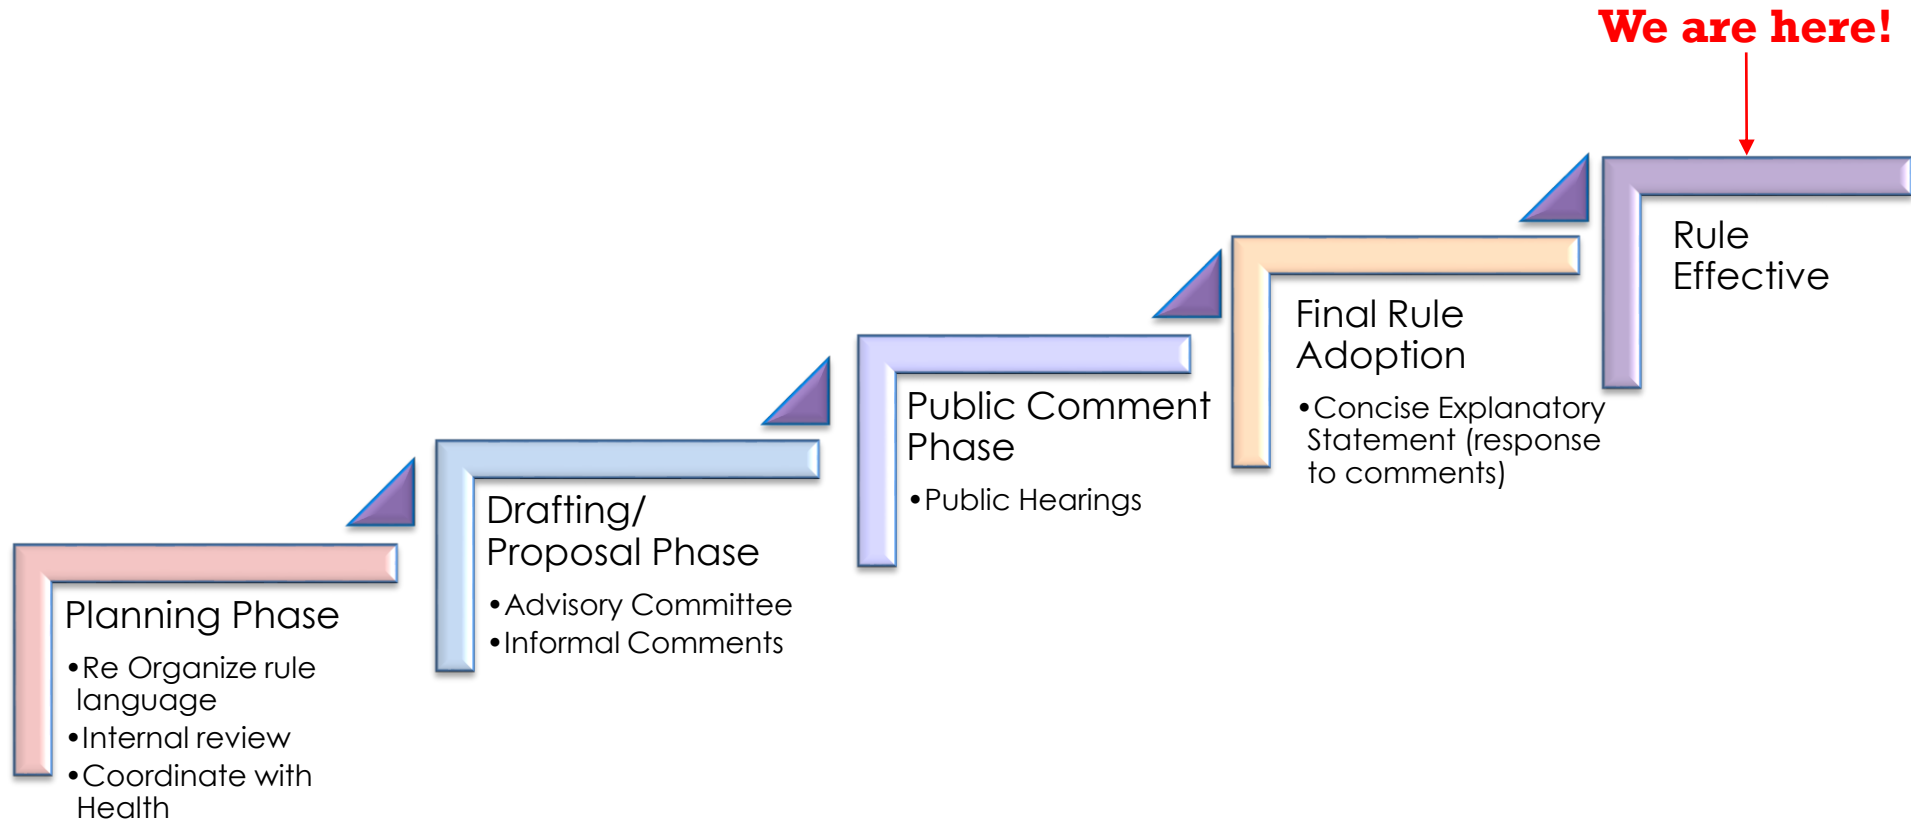 We are here!
Planning Phase
•Re Organize rule
language
•Internal review
•Coordinate with
Health
Drafting/
Proposal Phase
•Advisory Committee
•Informal Comments
Public Comment
Phase
•Public Hearings
Final Rule
Adoption
•Concise Explanatory
Statement (response
to comments)
Rule
Effective